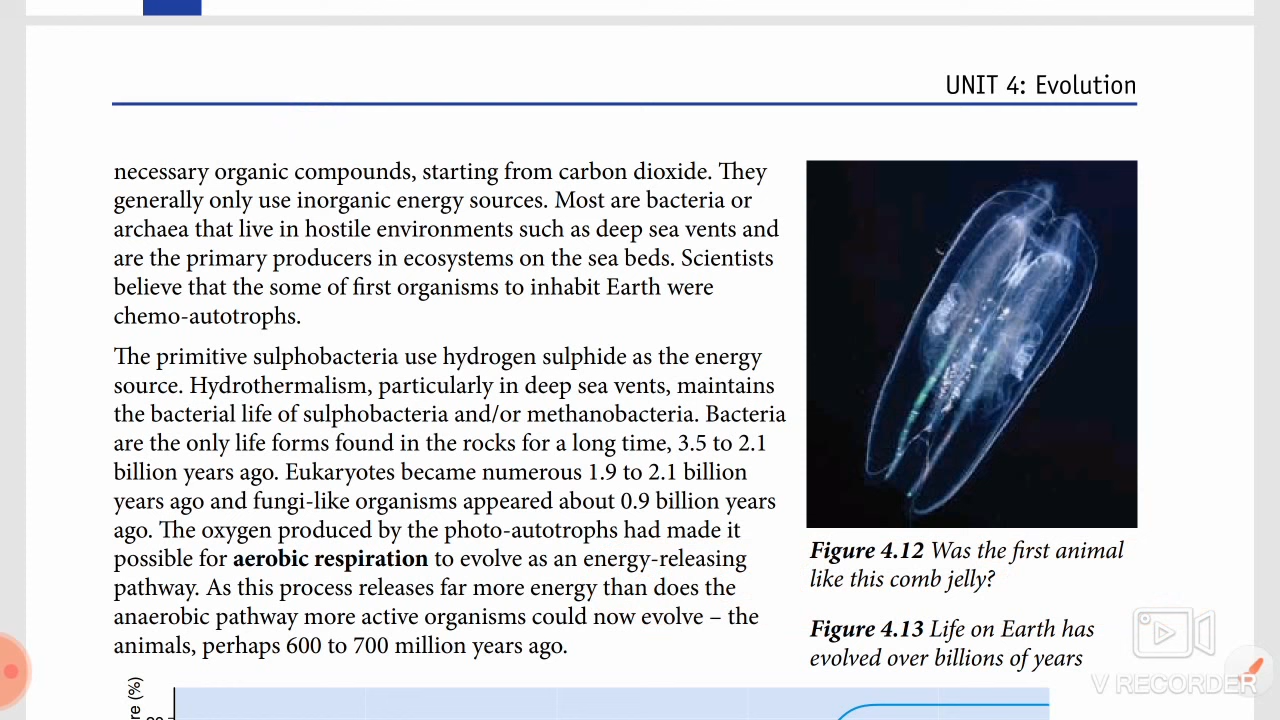 UNIT 4: Evolution
necessary organic compounds, starting from carbon dioxide. They
generally only use inorganic energy sources. Most are bacteria or
archaea that live in hostile environments such as deep sea vents and
are the primary producers in ecosystems on the sea beds. Scientists
believe that the some of first organisms to inhabit Earth were
chemo-autotrophs.
The primitive sulphobacteria use hydrogen sulphide as the energy
source. Hydrothermalism, particularly in deep sea vents, maintains
the bacterial life of sulphobacteria and/or methanobacteria. Bacteria
are the only life forms found in the rocks for a long time, 3.5 to 2.1
billion years ago. Eukaryotes became numerous 1.9 to 2.1 billion
years ago and fungi-like organisms appeared about 0.9 billion years
ago. The oxygen produced by the photo-autotrophs had made it
possible for aerobic respiration to evolve as an energy-releasing
pathway. As this process releases far more energy than does the
anaerobic pathway more active organisms could now evolve – the
animals, perhaps 600 to 700 million years ago.
Figure 4.12 Was the first animal
like this comb jelly?
Figure 4.13 Life on Earth has
evolved over billions of years
V RECORDER
(%)